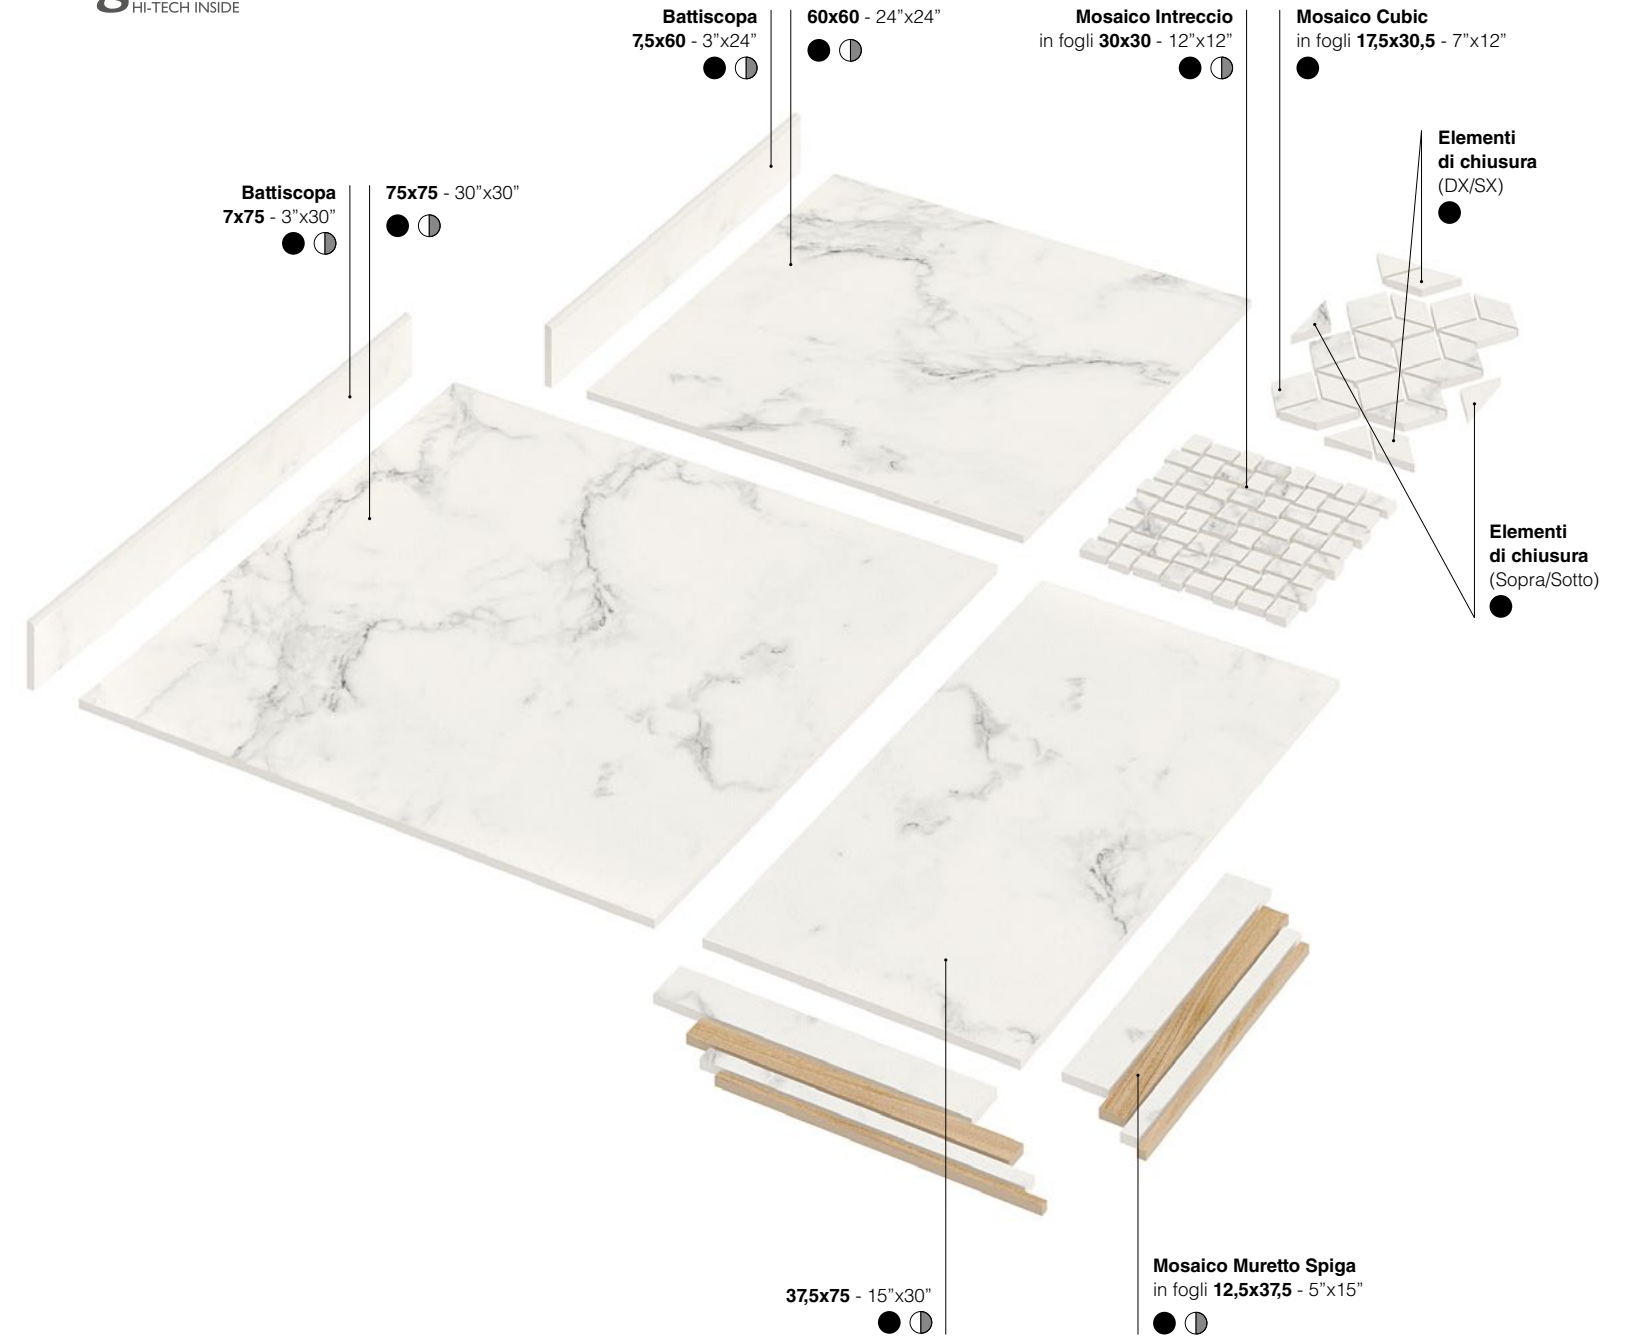 HI-TECH INSIDE
Battiscopa
7,5x60 - 3”x24”
60x60 - 24”x24”
Mosaico Intreccio
in fogli 30x30 - 12”x12”
Mosaico Cubic
in fogli 17,5x30,5 - 7”x12”
Elementi
di chiusura
(DX/SX)
Battiscopa
7x75 - 3”x30”
75x75 - 30”x30”
Elementi
di chiusura
(Sopra/Sotto)
37,5x75 - 15”x30”
Mosaico Muretto Spiga
in fogli 12,5x37,5 - 5”x15”